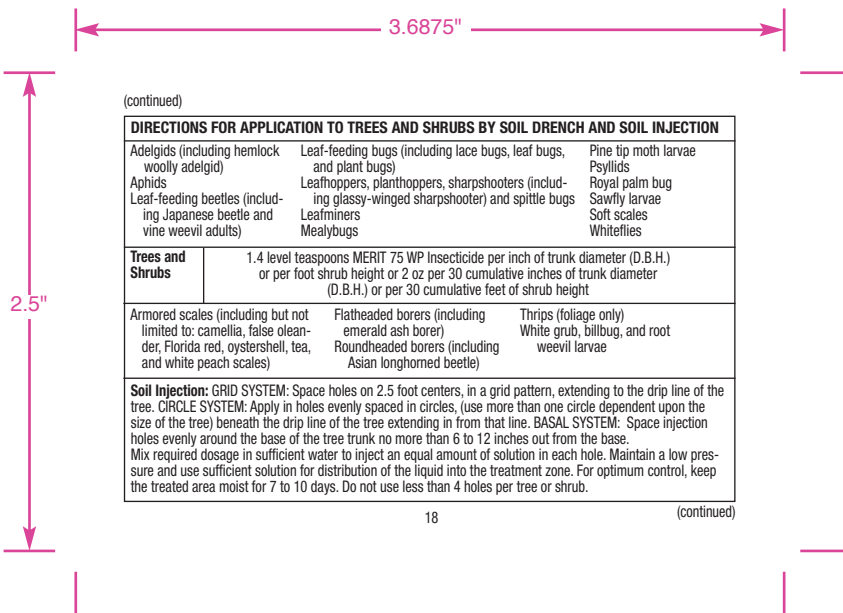 3.6875"
2.5"
(continued)
DIRECTIONS FOR APPLICATION TO TREES AND SHRUBS BY SOIL DRENCH AND SOIL INJECTION
Adelgids (including hemlock
woolly adelgid)
Aphids
Leaf-feeding beetles (includ-
ing Japanese beetle and
vine weevil adults)
Leaf-feeding bugs (including lace bugs, leaf bugs,
and plant bugs)
Leafhoppers, planthoppers, sharpshooters (includ-
ing glassy-winged sharpshooter) and spittle bugs
Leafminers
Mealybugs
Pine tip moth larvae
Psyllids
Royal palm bug
Sawfly larvae
Soft scales
Whiteflies
Trees and
Shrubs
1.4 level teaspoons MERIT 75 WP Insecticide per inch of trunk diameter (D.B.H.)
or per foot shrub height or 2 oz per 30 cumulative inches of trunk diameter
(D.B.H.) or per 30 cumulative feet of shrub height
Armored scales (including but not
limited to: camellia, false olean-
der, Florida red, oystershell, tea,
and white peach scales)
Flatheaded borers (including
emerald ash borer)
Roundheaded borers (including
Asian longhorned beetle)
Thrips (foliage only)
White grub, billbug, and root
weevil larvae
Soil Injection: GRID SYSTEM: Space holes on 2.5 foot centers, in a grid pattern, extending to the drip line of the
tree. CIRCLE SYSTEM: Apply in holes evenly spaced in circles, (use more than one circle dependent upon the
size of the tree) beneath the drip line of the tree extending in from that line. BASAL SYSTEM: Space injection
holes evenly around the base of the tree trunk no more than 6 to 12 inches out from the base.
Mix required dosage in sufficient water to inject an equal amount of solution in each hole. Maintain a low pres-
sure and use sufficient solution for distribution of the liquid into the treatment zone. For optimum control, keep
the treated area moist for 7 to 10 days. Do not use less than 4 holes per tree or shrub.
18
(continued)